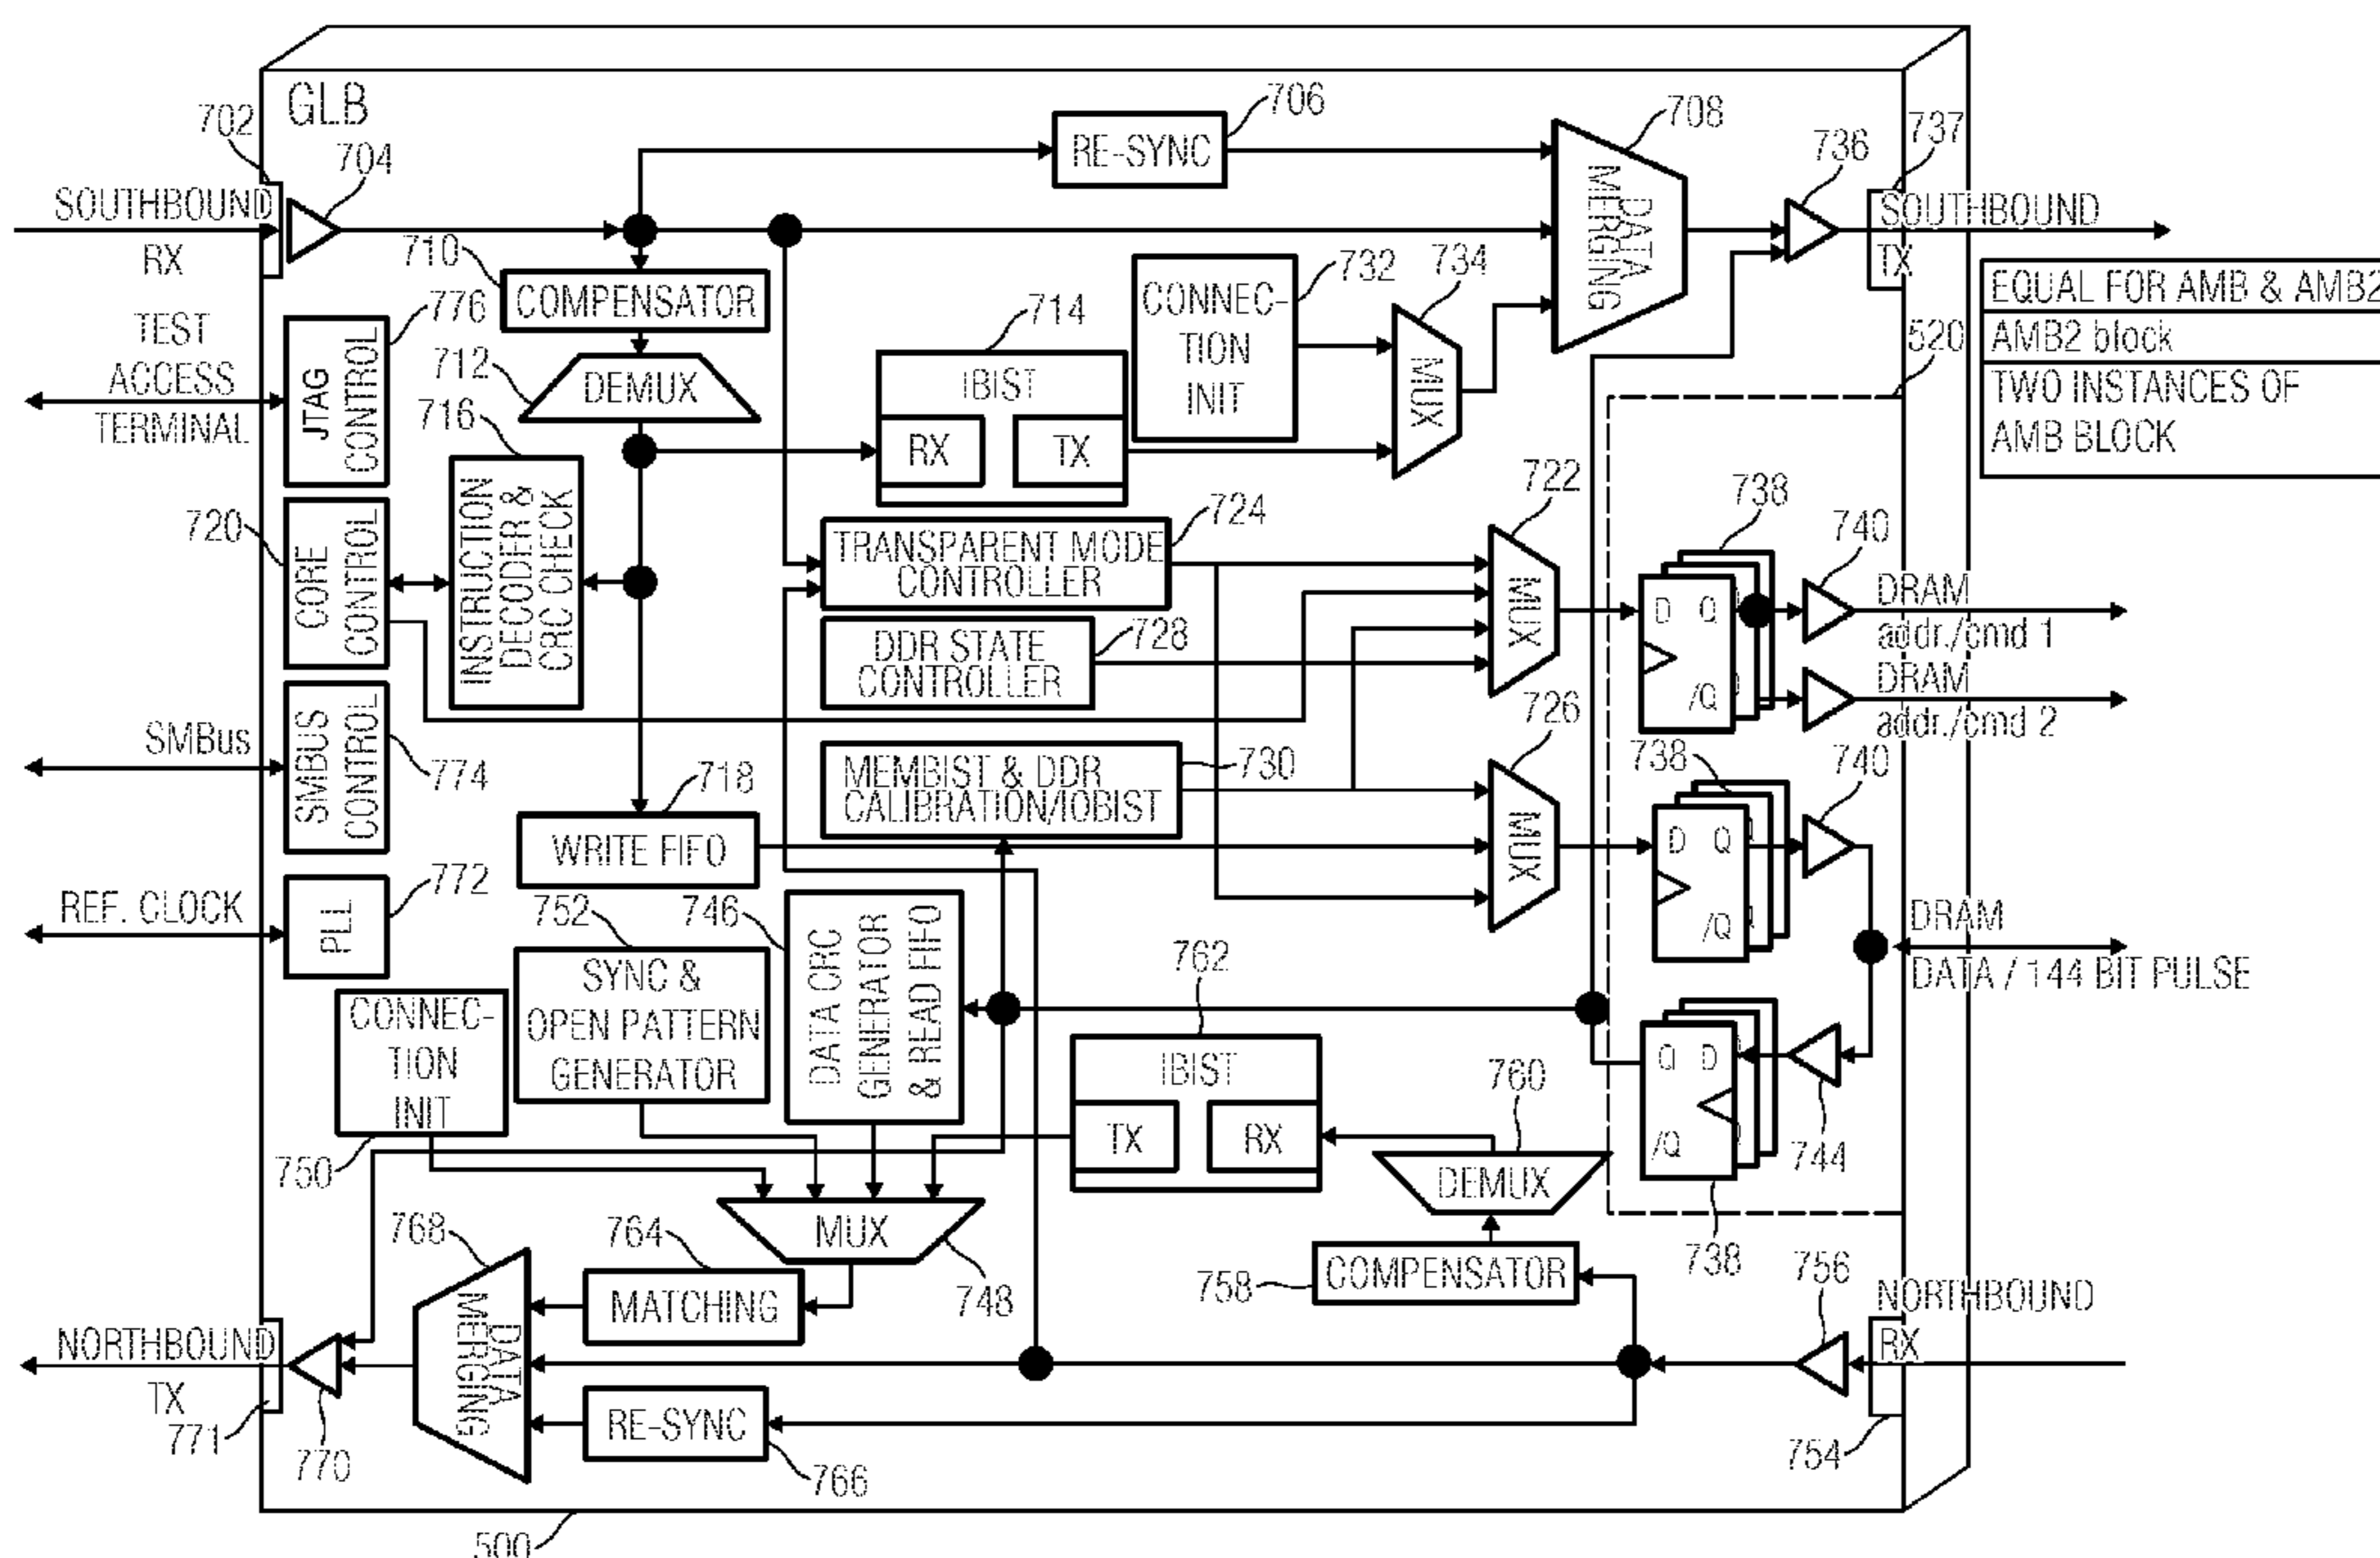 GLB
702
704
706
708
737
736
SOUTHBOUND
RX
RE-SYNC
DATA
MERGING
SOUTHBOUND
TX
710
COMPENSATOR
732
734
CONNEC-
TION
INIT
EQUAL FOR AMB & AMB2
AMB2 block
TWO INSTANCES OF
AMB BLOCK
520
776
TEST
ACCESS
TERMINAL
JTAG
CONTROL
712
DEMUX
714
IBIST
RX
TX
MUX
716
INSTRUCTION
DECODER &
CRC CHECK
720
CORE
CONTROL
724
TRANSPARENT MODE
CONTROLLER
722
MUX
738
D Q
/Q
740
DRAM
addr./cmd 1
DRAM
addr./cmd 2
728
DDR STATE
CONTROLLER
726
MUX
SMBus
SMBUS
CONTROL
774
718
WRITE FIFO
MEMBIST & DDR
CALIBRATION/IOBIST
730
738
D Q
/Q
740
REF. CLOCK
PLL
772
752
SYNC &
OPEN PATTERN
GENERATOR
746
DATA CRC
GENERATOR
& READ FIFO
762
DRAM
DATA / 144 BIT PULSE
CONNEC-
TION
INIT
750
IBIST
TX
RX
760
DEMUX
Q D
/Q
744
738
768
764
MUX
748
MATCHING
758
COMPENSATOR
756
NORTHBOUND
RX
NORTHBOUND
TX
771
770
DATA
MERGING
RE-SYNC
766
754
500